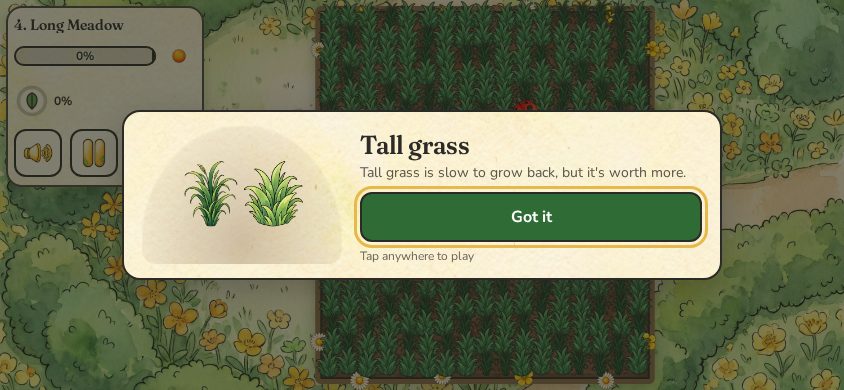 4. Long Meadow
0%
0%
Tall grass
Tall grass is slow to grow back, but it's worth more.
Got it
Tap anywhere to play